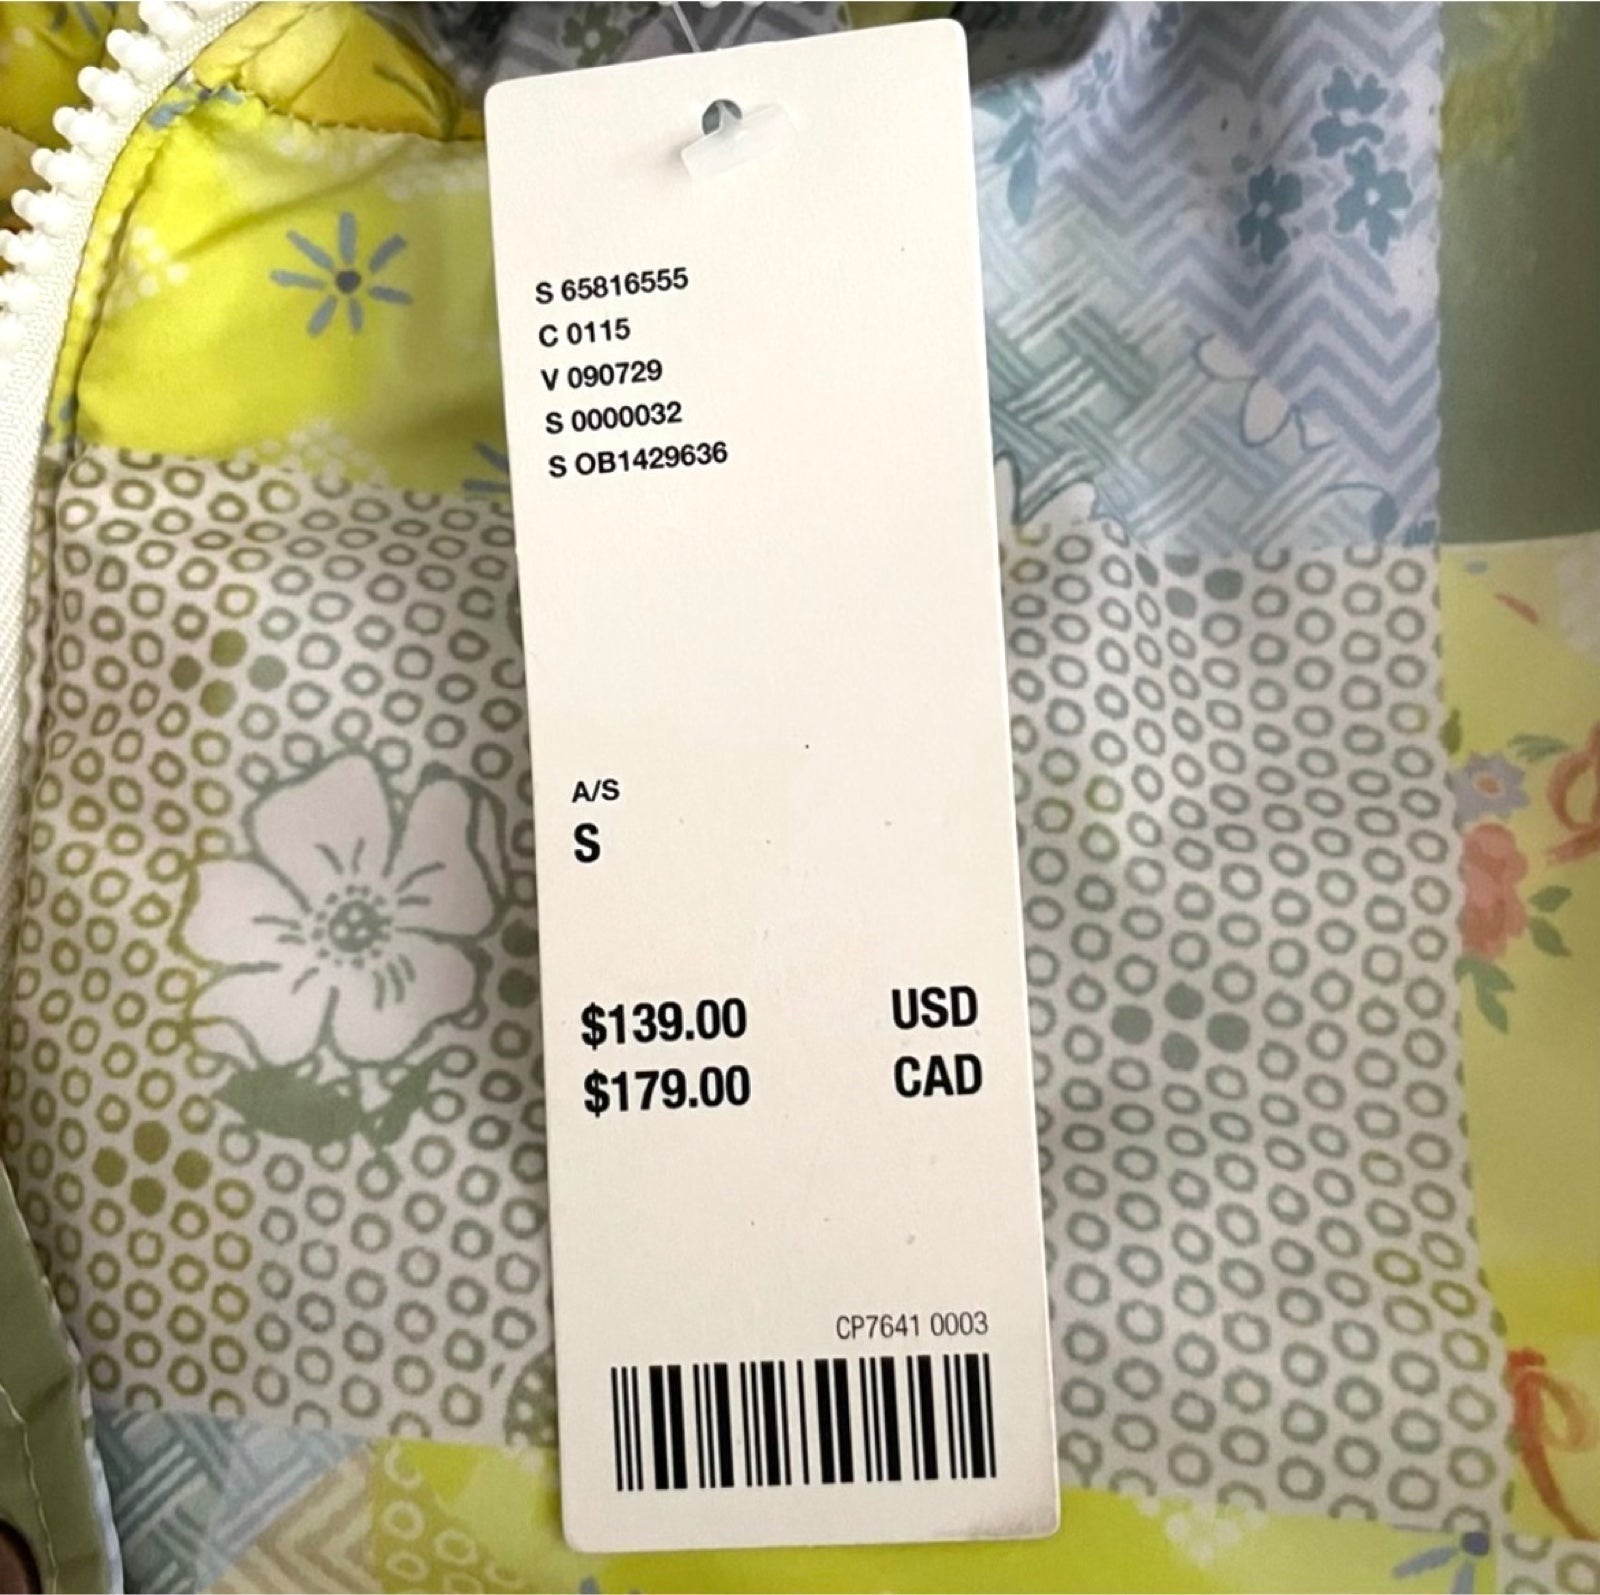 S 65816555
C 0115
V 090729
S 0000032
S OB1429636
A/S
S
$139.00 USD
$179.00 CAD
CP7641 0003